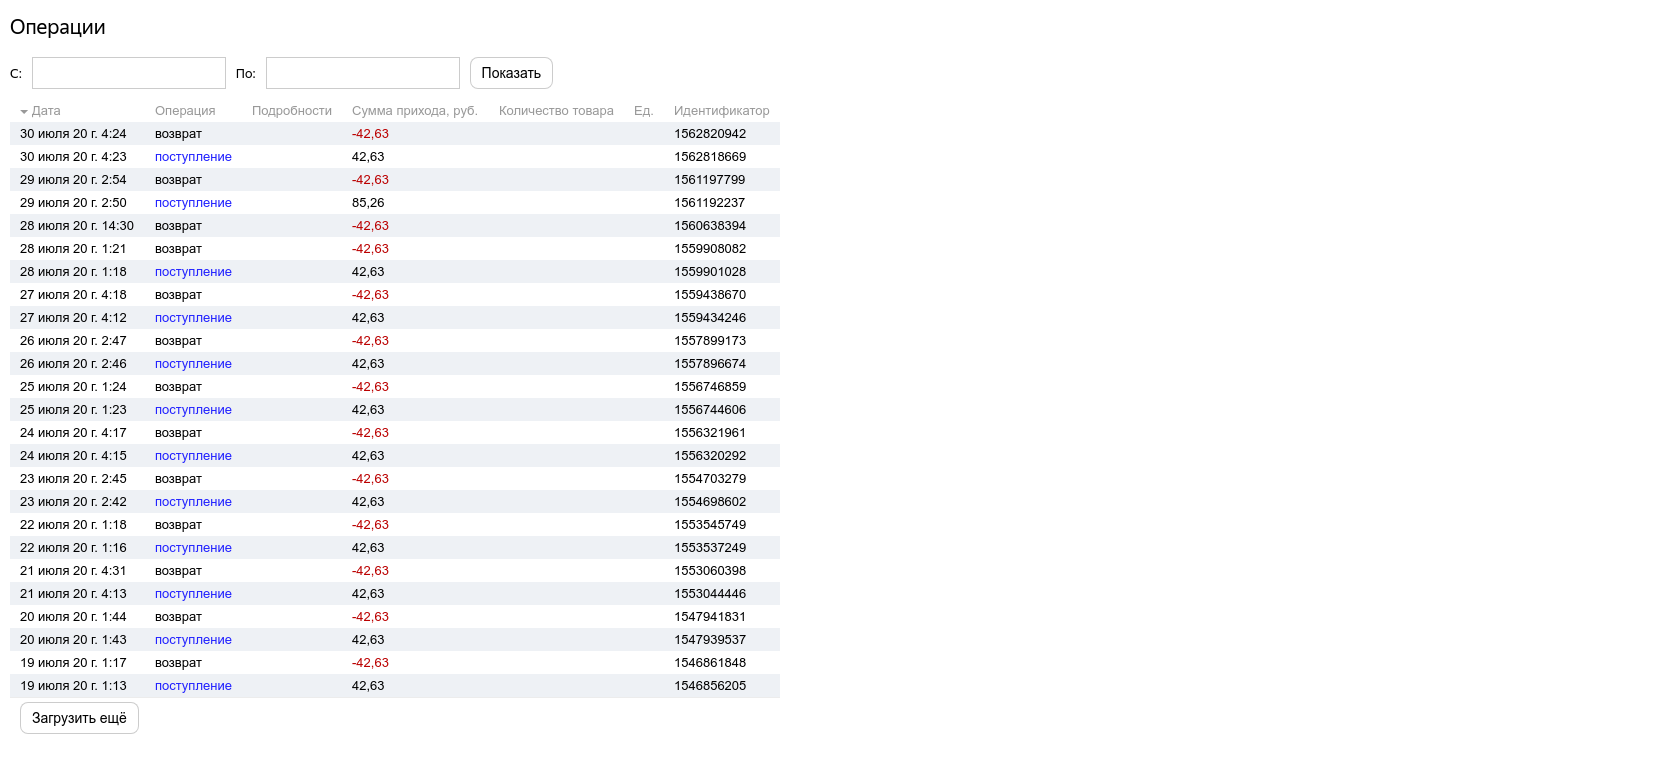 Операции
С: По: Показать
Дата Операция Подробности Сумма прихода, руб. Количество товара Ед. Идентификатор
30 июля 20 г. 4:24 возврат -42,63 1562820942
30 июля 20 г. 4:23 поступление 42,63 1562818669
29 июля 20 г. 2:54 возврат -42,63 1561197799
29 июля 20 г. 2:50 поступление 85,26 1561192237
28 июля 20 г. 14:30 возврат -42,63 1560638394
28 июля 20 г. 1:21 возврат -42,63 1559908082
28 июля 20 г. 1:18 поступление 42,63 1559901028
27 июля 20 г. 4:18 возврат -42,63 1559438670
27 июля 20 г. 4:12 поступление 42,63 1559434246
26 июля 20 г. 2:47 возврат -42,63 1557899173
26 июля 20 г. 2:46 поступление 42,63 1557896674
25 июля 20 г. 1:24 возврат -42,63 1556746859
25 июля 20 г. 1:23 поступление 42,63 1556744606
24 июля 20 г. 4:17 возврат -42,63 1556321961
24 июля 20 г. 4:15 поступление 42,63 1556320292
23 июля 20 г. 2:45 возврат -42,63 1554703279
23 июля 20 г. 2:42 поступление 42,63 1554698602
22 июля 20 г. 1:18 возврат -42,63 1553545749
22 июля 20 г. 1:16 поступление 42,63 1553537249
21 июля 20 г. 4:31 возврат -42,63 1553060398
21 июля 20 г. 4:13 поступление 42,63 1553044446
20 июля 20 г. 1:44 возврат -42,63 1547941831
20 июля 20 г. 1:43 поступление 42,63 1547939537
19 июля 20 г. 1:17 возврат -42,63 1546861848
19 июля 20 г. 1:13 поступление 42,63 1546856205
Загрузить ещё